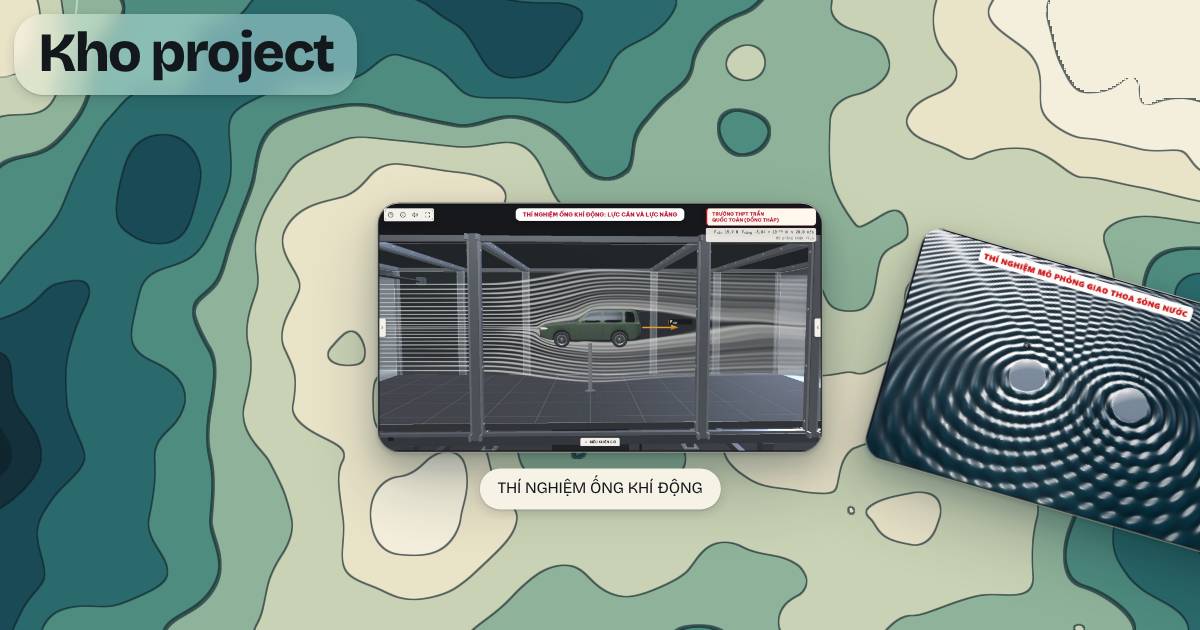 Kho project
THÍ NGHIỆM ỐNG KHÍ ĐỘNG: LỰC CẢN VÀ LỰC NÂNG
TRƯỜNG THPT TRẦN
QUỐC TOẢN (ĐỒNG THÁP)
THÍ NGHIỆM MÔ PHỎNG GIAO THOA SÓNG NƯỚC
THÍ NGHIỆM ỐNG KHÍ ĐỘNG